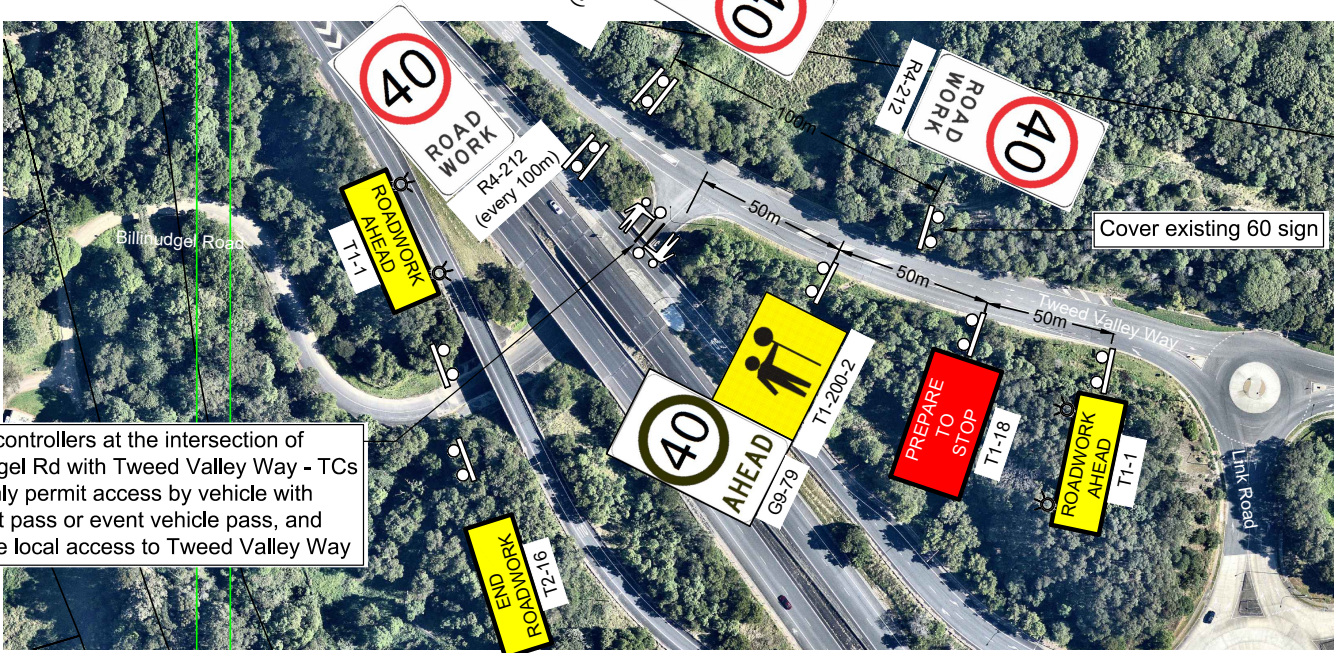 40
40
ROAD
WORK
R4-212
(every 100m)
100m
R4-212
ROAD
WORK
40
Cover existing 60 sign
ROADWORK
AHEAD
T1-1
Billinudgel Road
50m
50m
50m
Tweed Valley Way
T1-200-2
40
AHEAD
G9-79
PREPARE
TO
STOP
T1-18
ROADWORK
AHEAD
T1-1
Link Road
controllers at the intersection of
gel Rd with Tweed Valley Way - TCs
ly permit access by vehicle with
t pass or event vehicle pass, and
e local access to Tweed Valley Way
END
ROADWORK
T2-16